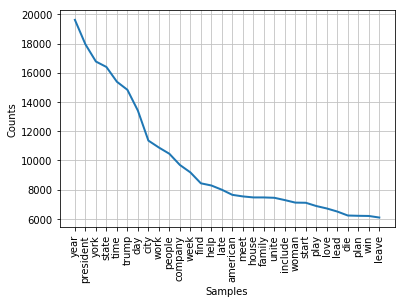 20000
18000
16000
14000
12000
10000
8000
6000
Counts
year
president
york
state
time
trump
day
city
work
people
company
week
find
help
late
american
meet
house
family
unite
include
woman
start
play
love
lead
die
plan
win
leave
Samples